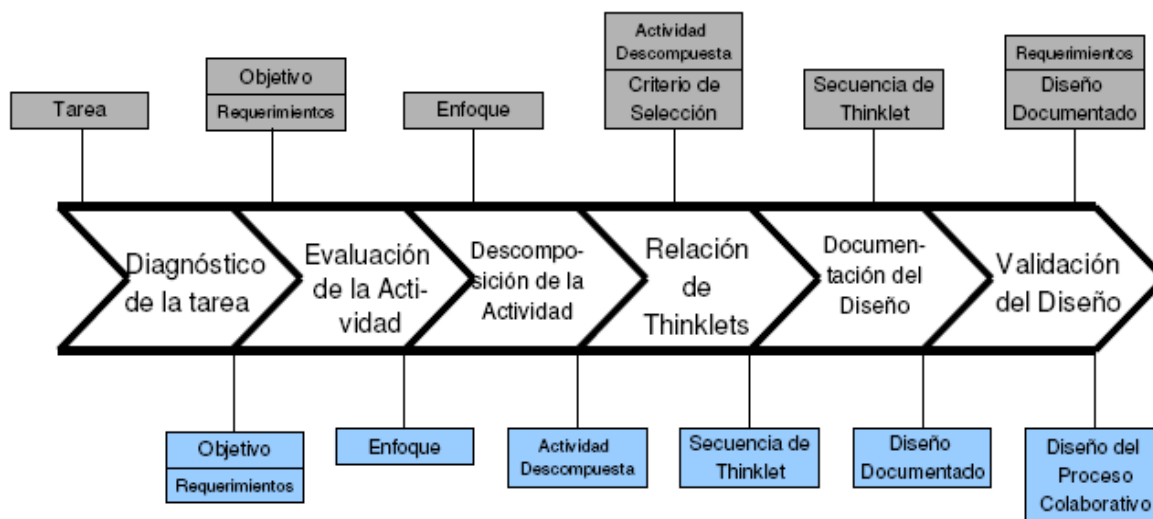 Tarea
Objetivo
Requerimientos
Enfoque
Actividad
Descompuesta
Criterio de
Selección
Secuencia de
Thinklet
Requerimientos
Diseño
Documentado
Diagnóstico
de la tarea
Evaluación
de la Acti-
vidad
Descompo-
sición de la
Actividad
Relación
de
Thinklets
Documen-
tación del
Diseño
Validación
del Diseño
Objetivo
Requerimientos
Enfoque
Actividad
Descompuesta
Secuencia de
Thinklet
Diseño
Documentado
Diseño del
Proceso
Colaborativo